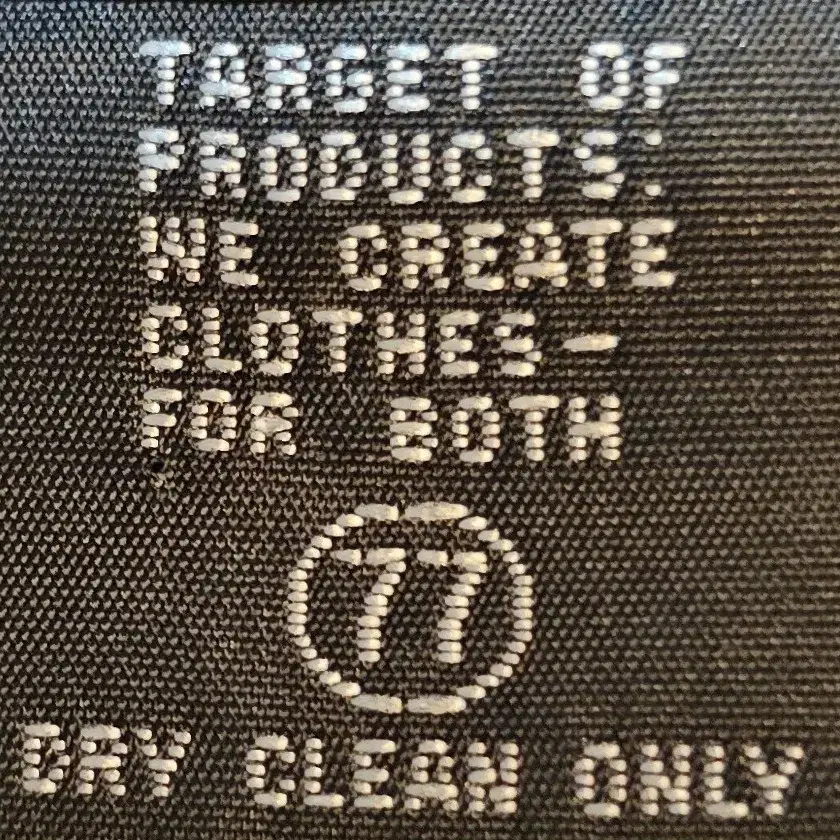 TARGET OF
PRODUCTS:
WE CREATE
CLOTHES-
FOR BOTH
77
DRY CLEAN ONLY